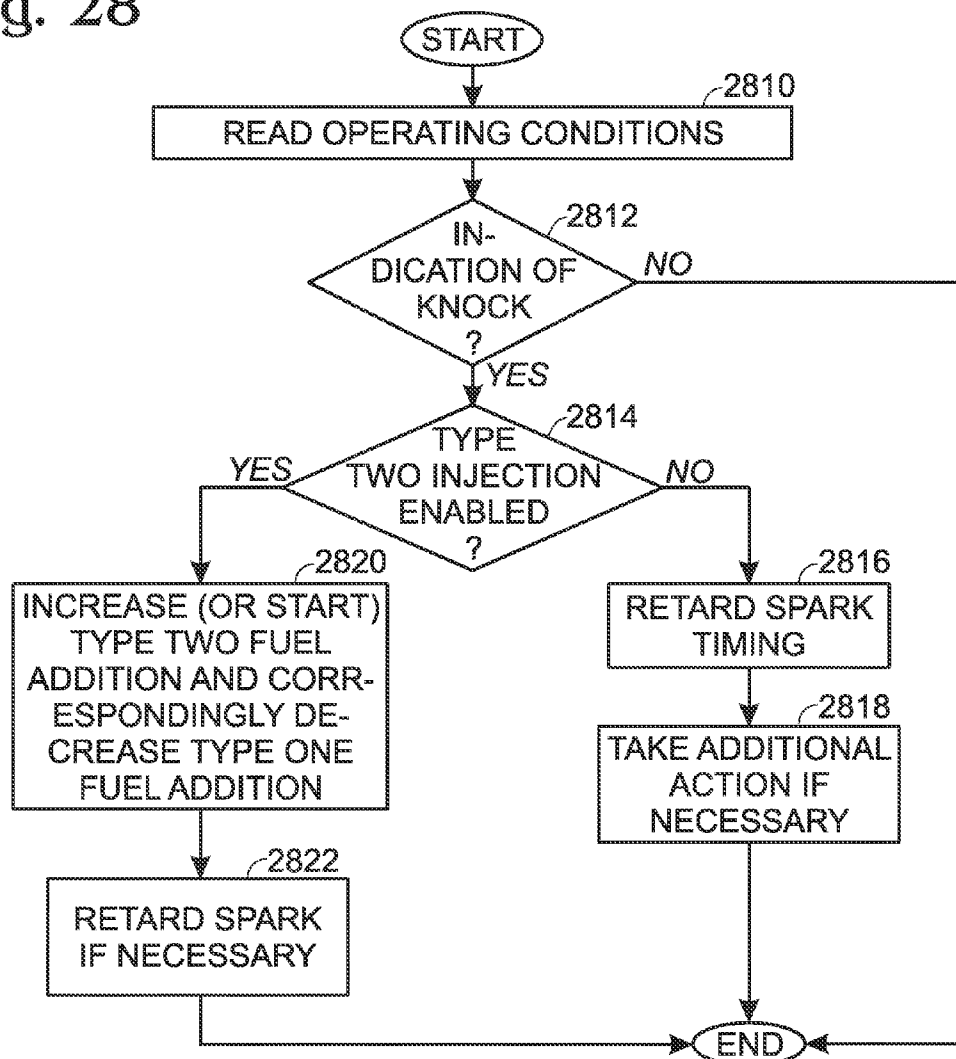 g. 28
START
2810
READ OPERATING CONDITIONS
2812
IN-
DICATION OF
KNOCK
?
NO
YES
2814
TYPE
TWO INJECTION
ENABLED
?
YES
NO
2820
INCREASE (OR START)
TYPE TWO FUEL
ADDITION AND CORR-
ESPONDINGLY DE-
CREASE TYPE ONE
FUEL ADDITION
2816
RETARD SPARK
TIMING
2818
TAKE ADDITIONAL
ACTION IF
NECESSARY
2822
RETARD SPARK
IF NECESSARY
END